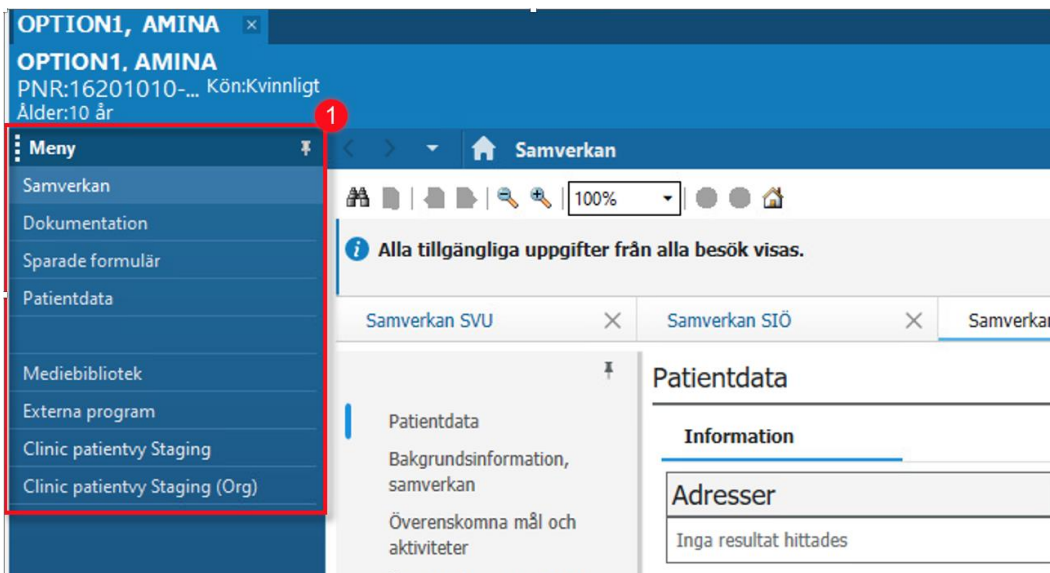 OPTION1, AMINA
OPTION1, AMINA
PNR:16201010-... Kön:Kvinnligt
Ålder:10 år
1
Meny
Samverkan
Dokumentation
Sparade formulär
Patientdata
Mediebibliotek
Externa program
Clinic patientvy Staging
Clinic patientvy Staging (Org)
Samverkan
100%
Alla tillgängliga uppgifter från alla besök visas.
Samverkan SVU
Samverkan SIÖ
Samverkan
Patientdata
Bakgrundsinformation,
samverkan
Överenskomna mål och
aktiviteter
Patientdata
Information
Adresser
Inga resultat hittades